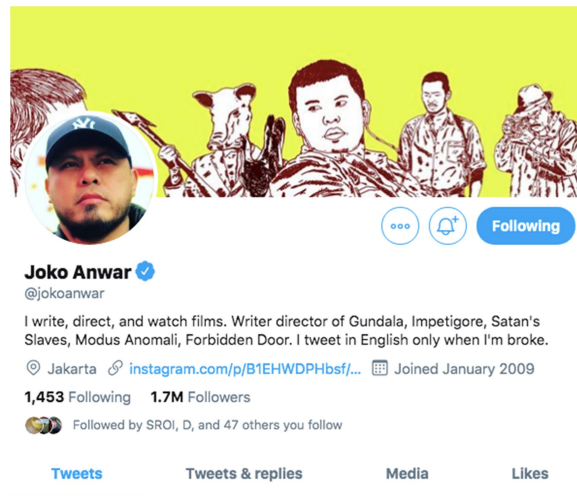 NY
Following
Joko Anwar
@jokoanwar
I write, direct, and watch films. Writer director of Gundala, Impetigore, Satan's
Slaves, Modus Anomali, Forbidden Door. I tweet in English only when I'm broke.
Jakarta instagram.com/p/B1EHWDPHbsf/... Joined January 2009
1,453 Following 1.7M Followers
Followed by SROI, D, and 47 others you follow
Tweets Tweets & replies Media Likes